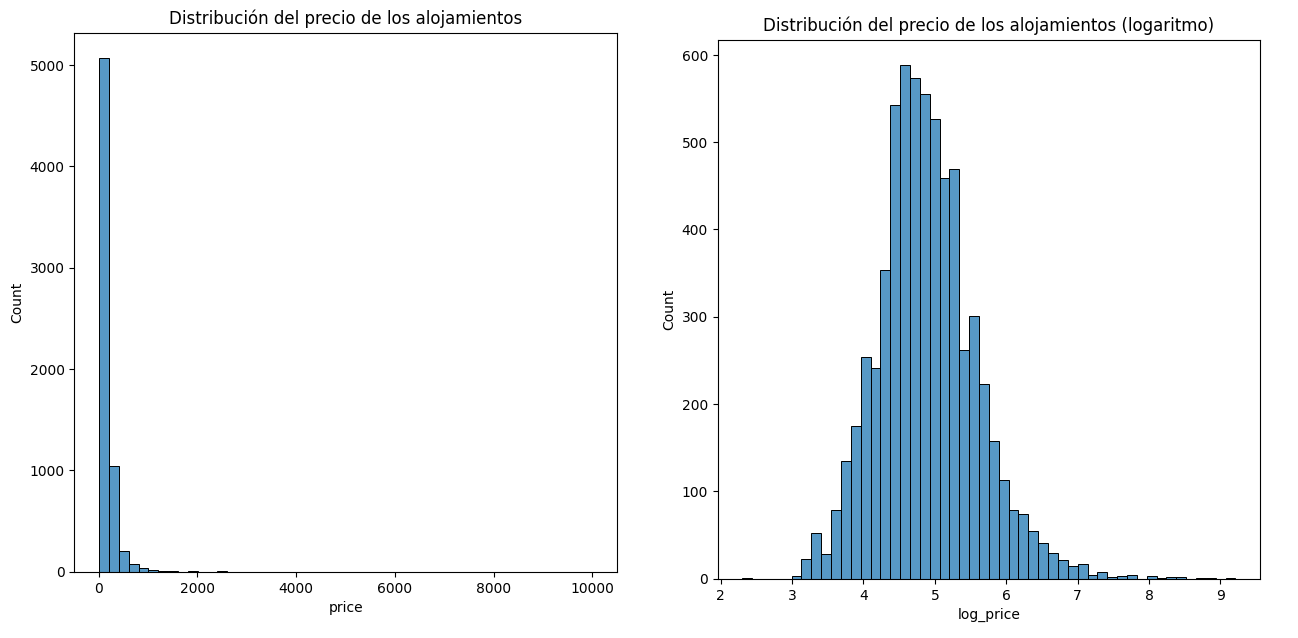 Distribución del precio de los alojamientos
5000
4000
3000
2000
1000
0
Count
0 2000 4000 6000 8000 10000
price
Distribución del precio de los alojamientos (logaritmo)
600
500
400
300
200
100
0
Count
2 3 4 5 6 7 8 9
log_price